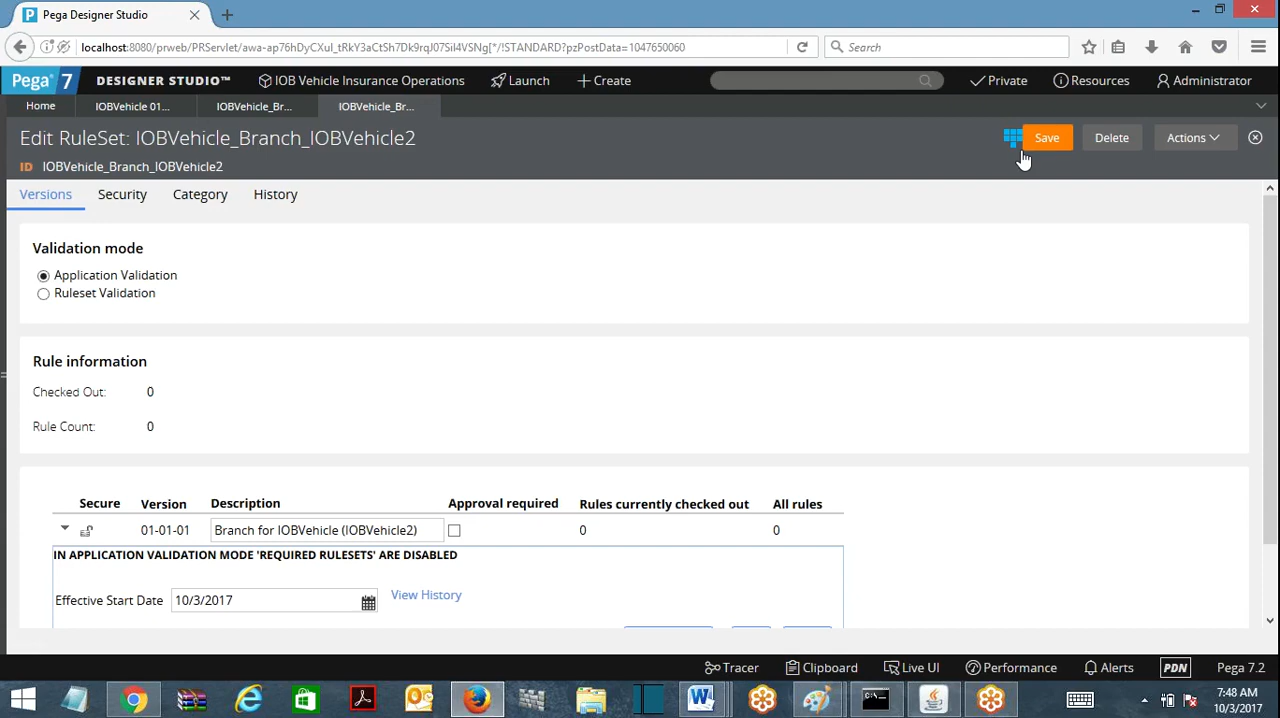 Pega Designer Studio
localhost:8080/prweb/PRServlet/awa-ap76hDyCXul_tRkY3aCtSh7Dk9rqJ07Sil4VSNg[*/!STANDARD?pzPostData=1047650060
Search
Pega 7 DESIGNER STUDIO™ IOB Vehicle Insurance Operations Launch Create Private Resources Administrator
Home IOBVehicle 01... IOBVehicle_Br... IOBVehicle_Br...
Edit RuleSet: IOBVehicle_Branch_IOBVehicle2 Save Delete Actions
ID IOBVehicle_Branch_IOBVehicle2
Versions Security Category History
Validation mode
Application Validation
Ruleset Validation
Rule information
Checked Out: 0
Rule Count: 0
Secure Version Description Approval required Rules currently checked out All rules
01-01-01 Branch for IOBVehicle (IOBVehicle2) 0 0
IN APPLICATION VALIDATION MODE 'REQUIRED RULESETS' ARE DISABLED
Effective Start Date 10/3/2017 View History
Tracer Clipboard Live UI Performance Alerts PDN Pega 7.2
7:48 AM
10/3/2017